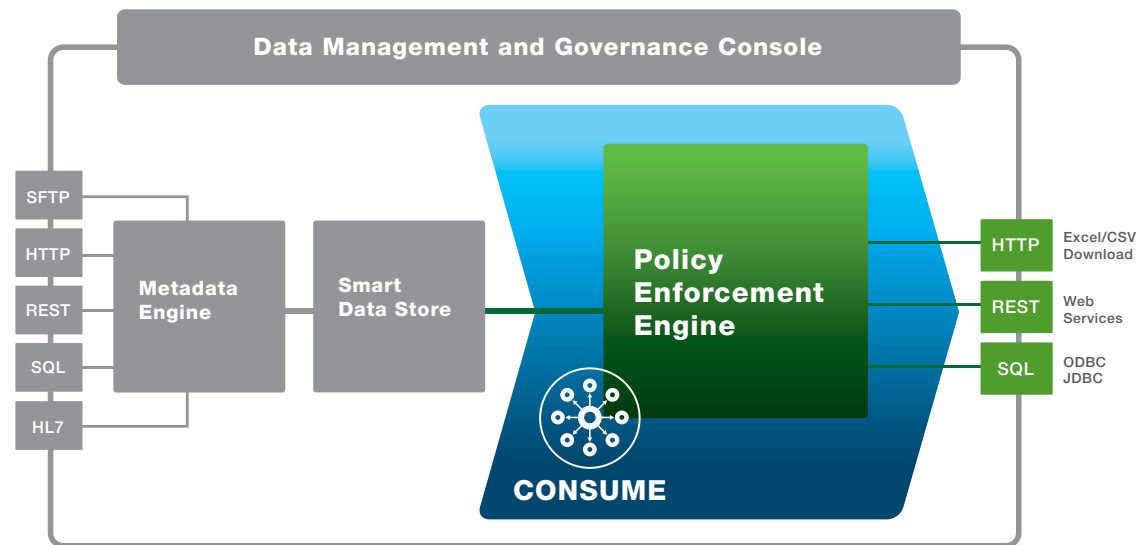 Data Management and Governance Console
SFTP
HTTP
REST
SQL
HL7
Metadata
Engine
Smart
Data Store
Policy
Enforcement
Engine
CONSUME
HTTP
Excel/CSV
Download
REST
Web
Services
SQL
ODBC
JDBC